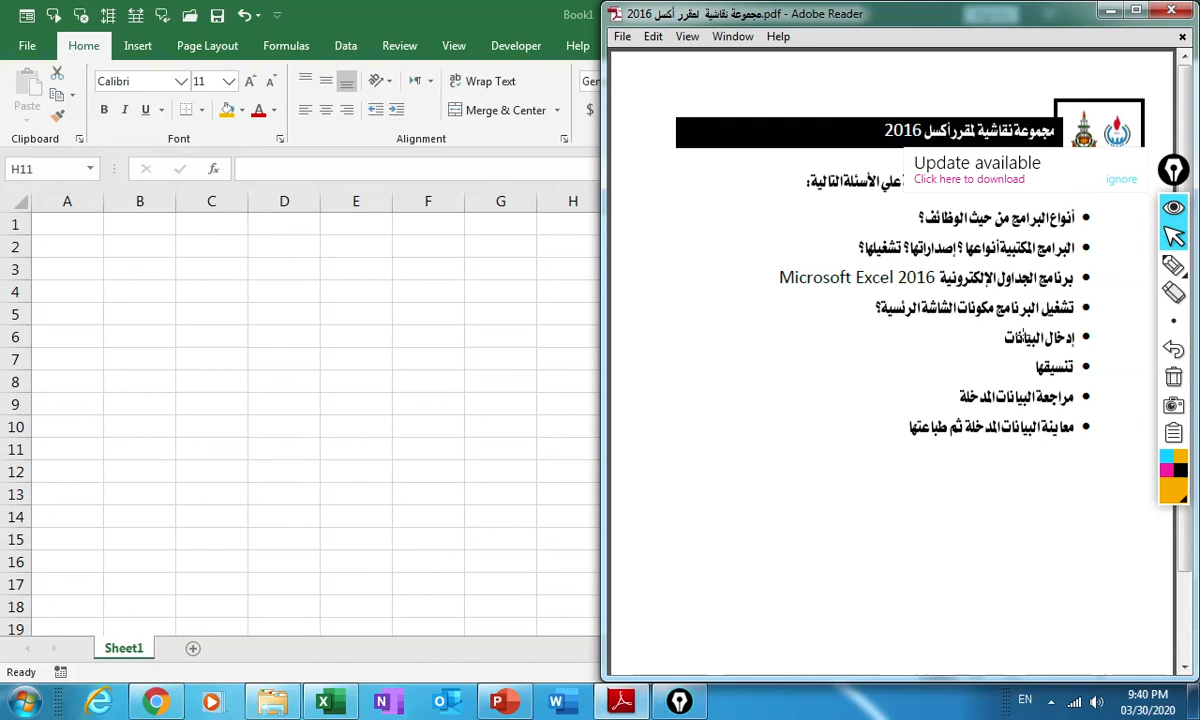 Book1
File Home Insert Page Layout Formulas Data Review View Developer Help
Paste
Calibri 11
Wrap Text Gen
B I U A Merge & Center $
Clipboard Font Alignment
H11 fx
A B C D E F G H
1
2
3
4
5
6
7
8
9
10
11
12
13
14
15
16
17
18
19
Sheet1
Ready
مجموعة نقاشية لمقرر أكسل 2016.pdf - Adobe Reader
File Edit View Window Help
مجموعة نقاشية لمقرر أكسل 2016
Update available
Click here to download ignore
علي الأسئلة التالية:
• أنواع البرامج من حيث الوظائف؟
• البرامج المكتبية أنواعها ؟ إصداراتها؟ تشغيلها؟
• برنامج الجداول الإلكترونية Microsoft Excel 2016
• تشغيل البرنامج مكونات الشاشة الرئسية؟
• إدخال البيانات
• تنسيقها
• مراجعة البيانات المدخلة
• معاينة البيانات المدخلة ثم طباعتها
EN
9:40 PM
03/30/2020